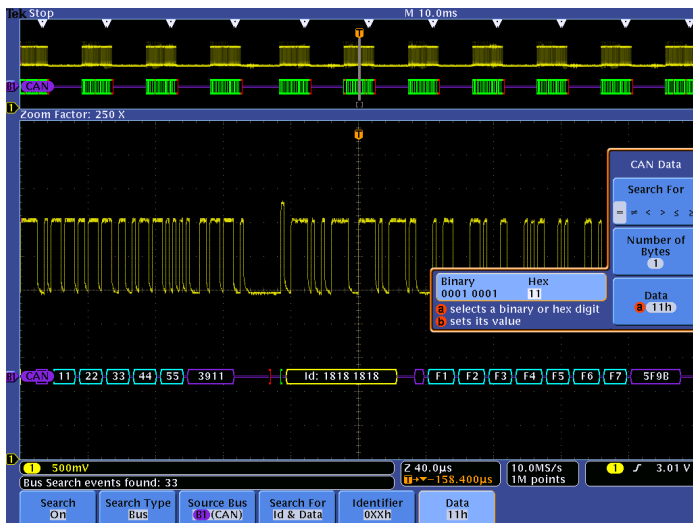 Tek Stop M 10.0ms
T
B1 CAN
1
Zoom Factor: 250 X
T
CAN Data
Search For
= ≠ < > ≤ ≥
Number of
Bytes
1
Binary Hex
0001 0001 11
a selects a binary or hex digit
b sets its value
Data
a 11h
B1 CAN 11 22 33 44 55 3911 Id: 1818 1818 F1 F2 F3 F4 F5 F6 F7 5F9B
1
1 500mV
Z 40.0µs
T→▼-158.400µs
10.0MS/s
1M points
1 ∫ 3.01 V
Bus Search events found: 33
Search
On
Search Type
Bus
Source Bus
B1 (CAN)
Search For
Id & Data
Identifier
0XXh
Data
11h